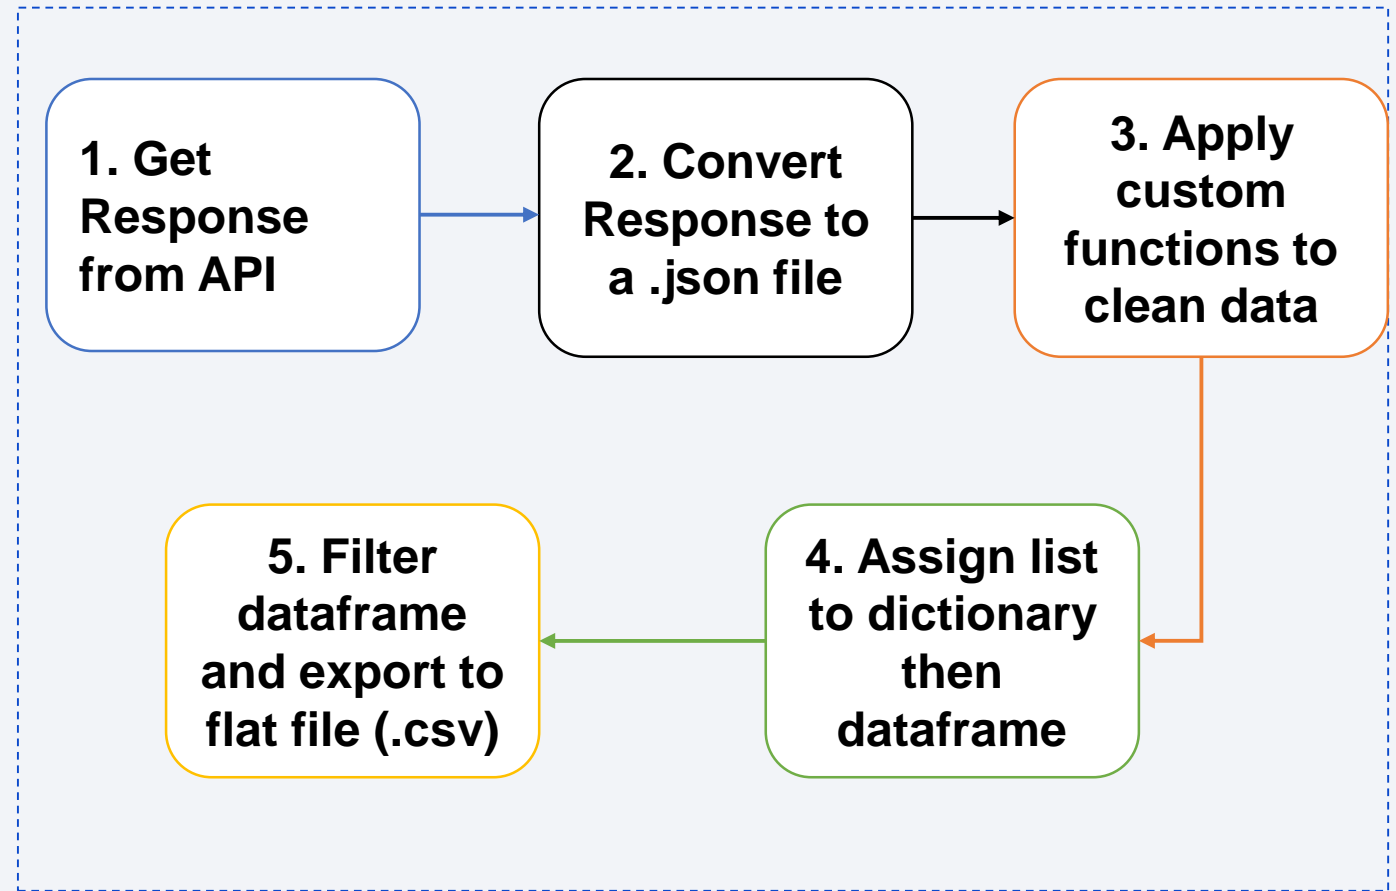 1. Get
Response
from API
2. Convert
Response to
a .json file
3. Apply
custom
functions to
clean data
4. Assign list
to dictionary
then
dataframe
5. Filter
dataframe
and export to
flat file (.csv)